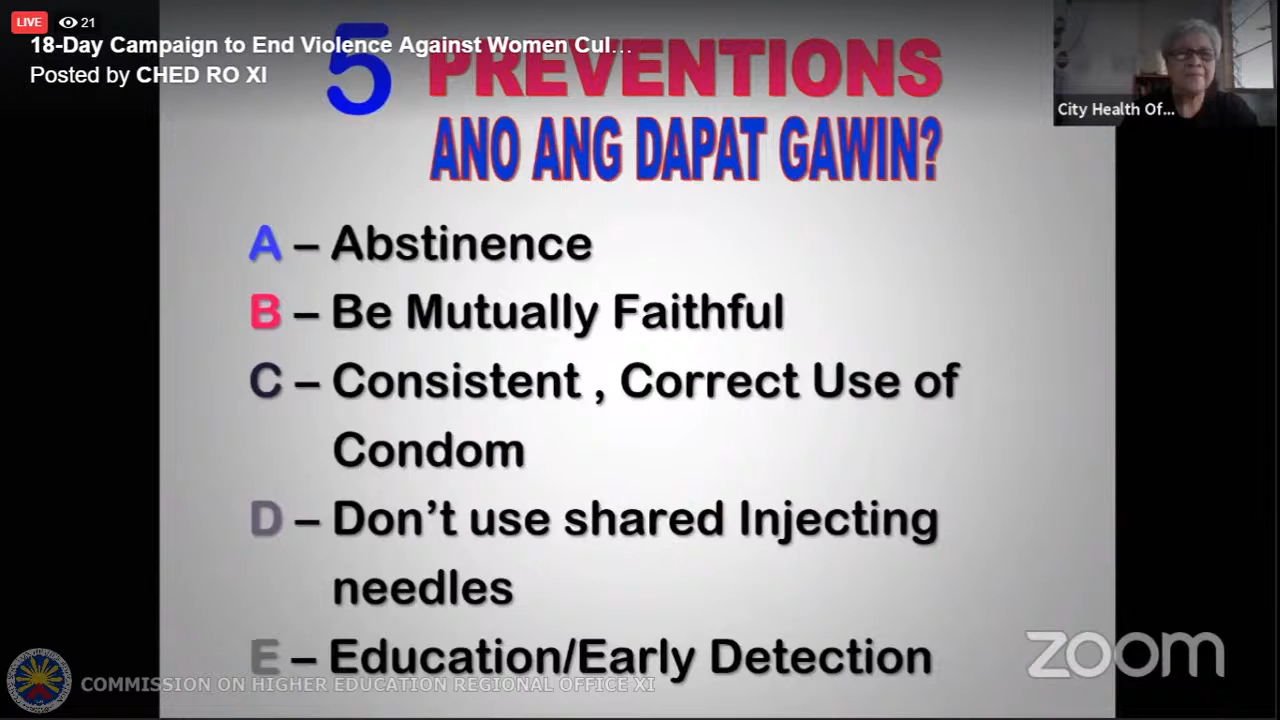 LIVE 21
18-Day Campaign to End Violence Against Women Cul...
Posted by CHED RO XI
City Health Of...
5 PREVENTIONS
ANO ANG DAPAT GAWIN?
A – Abstinence
B – Be Mutually Faithful
C – Consistent , Correct Use of
Condom
D – Don't use shared Injecting
needles
E – Education/Early Detection
COMMISSION ON HIGHER EDUCATION REGIONAL OFFICE XI
zoom